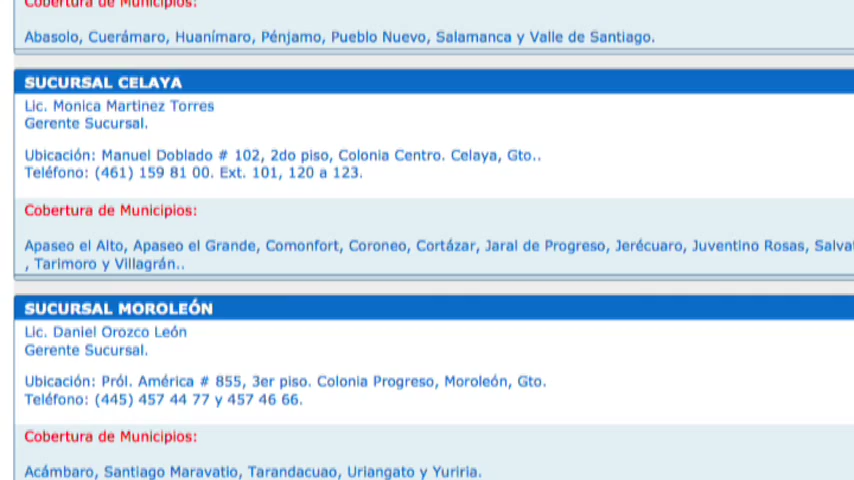 Cobertura de Municipios:
Abasolo, Cuerámaro, Huanímaro, Pénjamo, Pueblo Nuevo, Salamanca y Valle de Santiago.
SUCURSAL CELAYA
Lic. Monica Martinez Torres
Gerente Sucursal.
Ubicación: Manuel Doblado # 102, 2do piso, Colonia Centro. Celaya, Gto..
Teléfono: (461) 159 81 00. Ext. 101, 120 a 123.
Cobertura de Municipios:
Apaseo el Alto, Apaseo el Grande, Comonfort, Coroneo, Cortázar, Jaral de Progreso, Jerécuaro, Juventino Rosas,
, Tarimoro y Villagrán..
SUCURSAL MOROLEÓN
Lic. Daniel Orozco León
Gerente Sucursal.
Ubicación: Pról. América # 855, 3er piso. Colonia Progreso, Moroleón, Gto.
Teléfono: (445) 457 44 77 y 457 46 66.
Cobertura de Municipios:
Acámbaro, Santiago Maravatio, Tarandacuao, Uriangato y Yuriria.